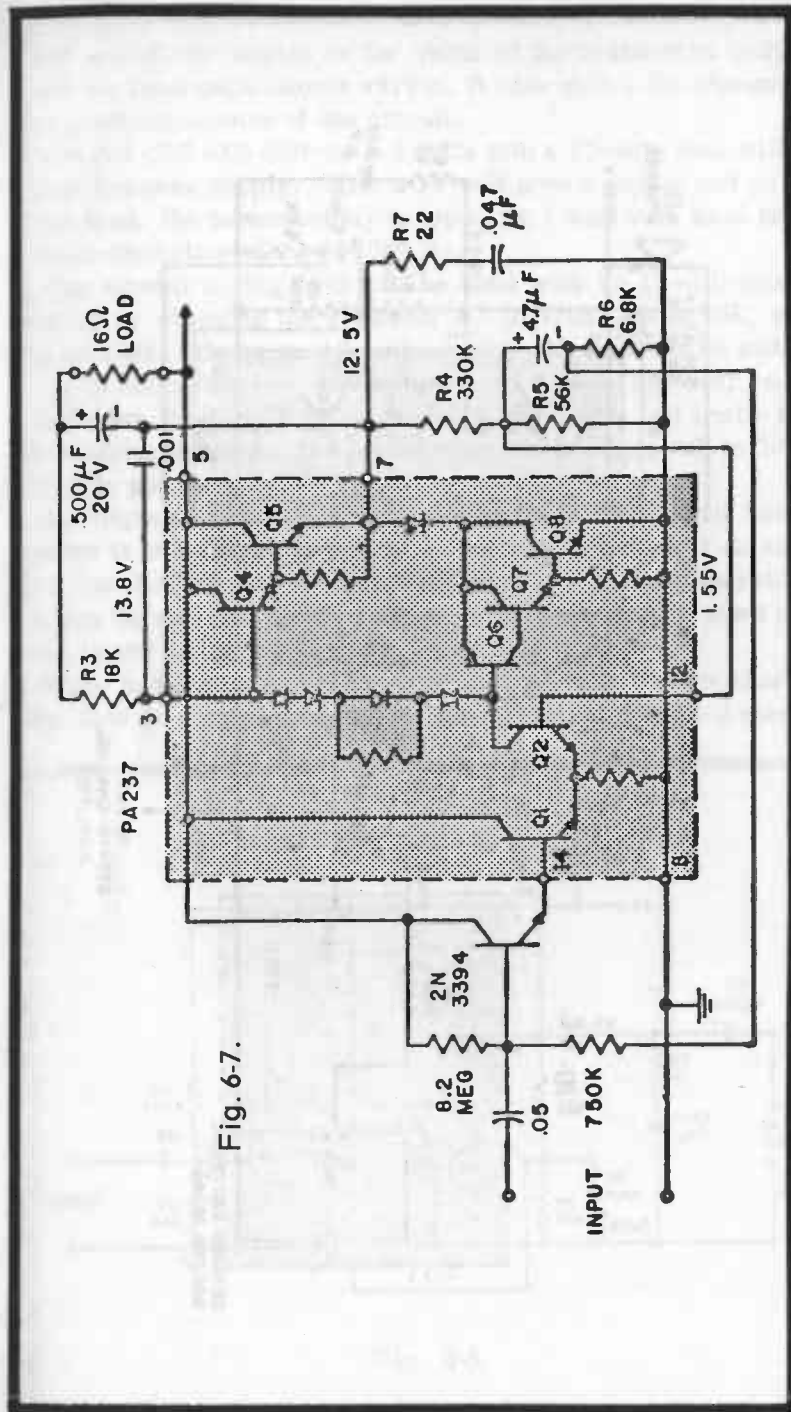 PA237
R3
18K
500µF
20 V
16Ω
LOAD
13.8V
.001
3
5
Q4
Q5
7
12.5V
R7
22
.047
µF
R4
330K
+47µF
R5
56K
R6
6.8K
Q6
Q7
Q8
Q1
Q2
14
8
12
1.55V
2N
3394
8.2
MEG
.05
INPUT
750K
Fig. 6-7.